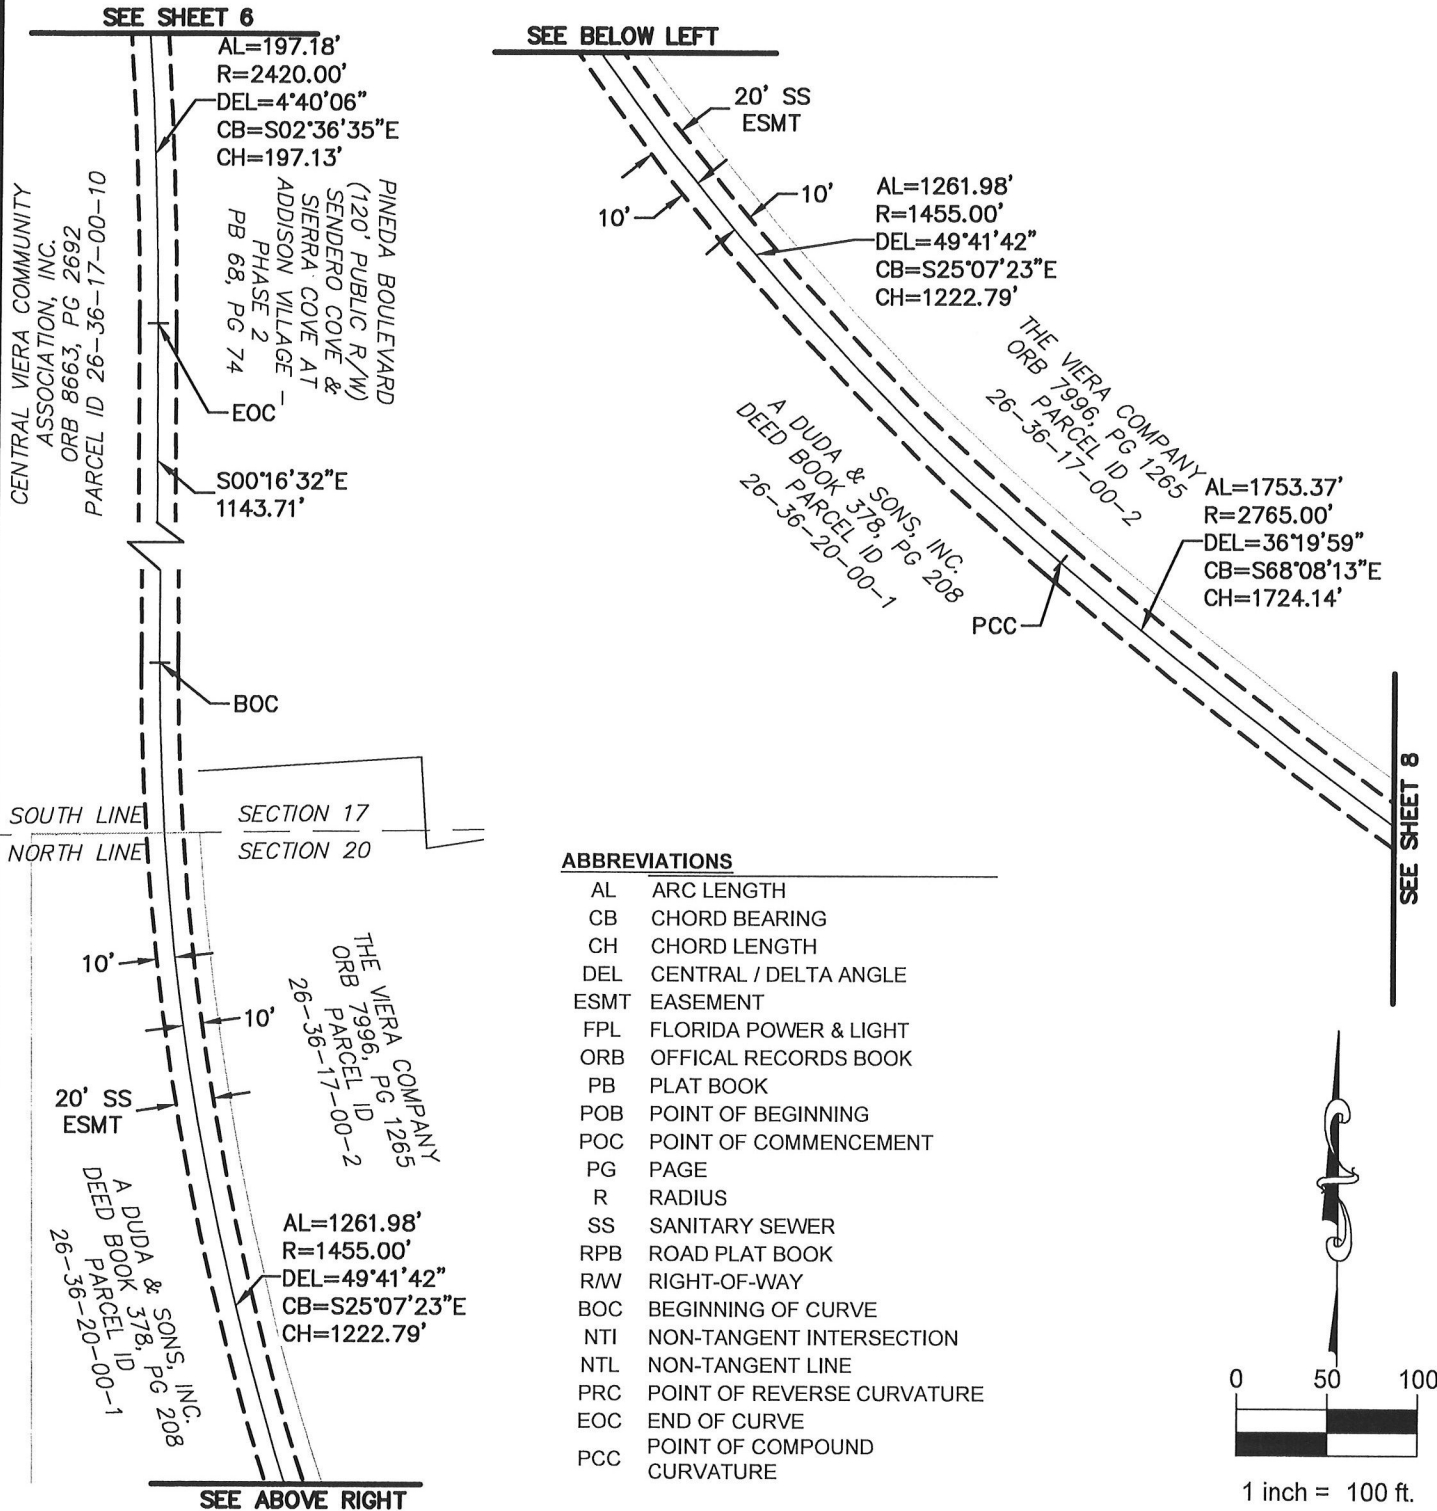 SEE SHEET 6
AL=197.18'
R=2420.00'
DEL=4°40'06"
CB=S02°36'35"E
CH=197.13'
CENTRAL VIERA COMMUNITY
ASSOCIATION, INC.
ORB 8663, PG 2692
PARCEL ID 26-36-17-00-10
PINEDA BOULEVARD
(120' PUBLIC R/W)
SENDERO COVE &
SIERRA COVE AT
ADDISON VILLAGE -
PHASE 2
PB 68, PG 74
EOC
S00°16'32"E
1143.71'
BOC
SOUTH LINE
SECTION 17
NORTH LINE
SECTION 20
10'
10'
20' SS
ESMT
THE VIERA COMPANY
ORB 7996, PG 1265
PARCEL ID
26-36-17-00-2
A DUDA & SONS, INC.
DEED BOOK 378, PG 208
PARCEL ID
26-36-20-00-1
AL=1261.98'
R=1455.00'
DEL=49°41'42"
CB=S25°07'23"E
CH=1222.79'
SEE ABOVE RIGHT
SEE BELOW LEFT
20' SS
ESMT
10'
10'
AL=1261.98'
R=1455.00'
DEL=49°41'42"
CB=S25°07'23"E
CH=1222.79'
THE VIERA COMPANY
ORB 7996, PG 1265
PARCEL ID
26-36-17-00-2
A DUDA & SONS, INC.
DEED BOOK 378, PG 208
PARCEL ID
26-36-20-00-1
AL=1753.37'
R=2765.00'
DEL=36°19'59"
CB=S68°08'13"E
CH=1724.14'
PCC
SEE SHEET 8
ABBREVIATIONS
AL ARC LENGTH
CB CHORD BEARING
CH CHORD LENGTH
DEL CENTRAL / DELTA ANGLE
ESMT EASEMENT
FPL FLORIDA POWER & LIGHT
ORB OFFICAL RECORDS BOOK
PB PLAT BOOK
POB POINT OF BEGINNING
POC POINT OF COMMENCEMENT
PG PAGE
R RADIUS
SS SANITARY SEWER
RPB ROAD PLAT BOOK
R/W RIGHT-OF-WAY
BOC BEGINNING OF CURVE
NTI NON-TANGENT INTERSECTION
NTL NON-TANGENT LINE
PRC POINT OF REVERSE CURVATURE
EOC END OF CURVE
PCC POINT OF COMPOUND
CURVATURE
0 50 100
1 inch = 100 ft.